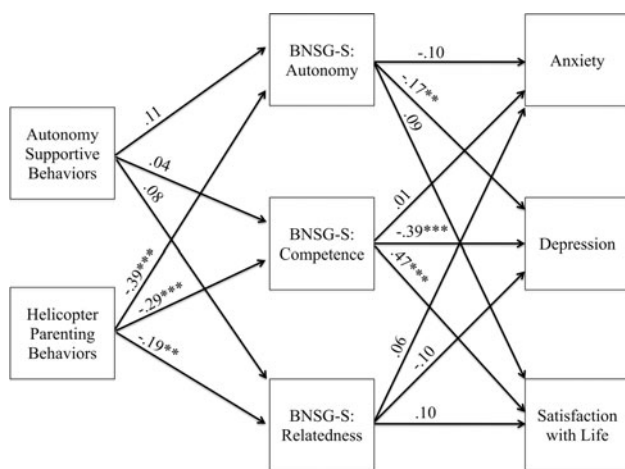 BNSG-S:
Autonomy
Anxiety
-.10
-.17**
.09
Autonomy
Supportive
Behaviors
.11
.04
.08
BNSG-S:
Competence
Depression
.01
-.39***
.47***
Helicopter
Parenting
Behaviors
-.39***
-.29***
-.19**
BNSG-S:
Relatedness
Satisfaction
with Life
.06
-.10
.10